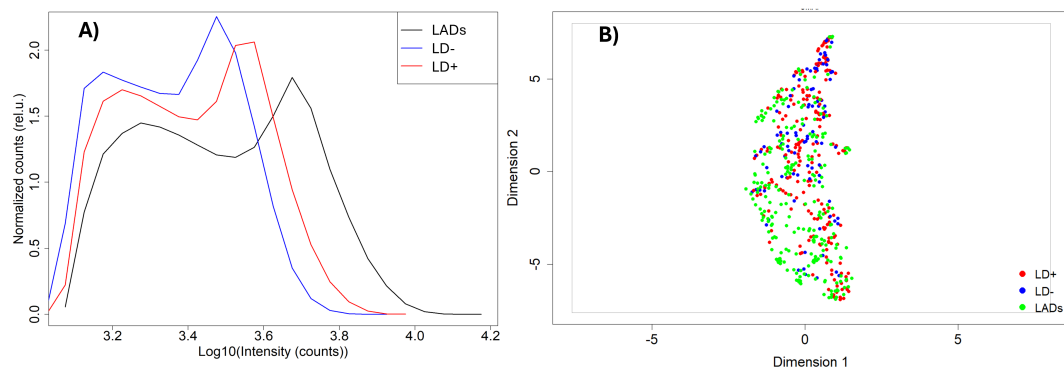 A)
LADs
LD-
LD+
Normalized counts (rel.u.)
0.0
0.5
1.0
1.5
2.0
3.2
3.4
3.6
3.8
4.0
4.2
Log10(Intensity (counts))
B)
Dimension 2
5
0
-5
-5
0
5
Dimension 1
LD+
LD-
LADs